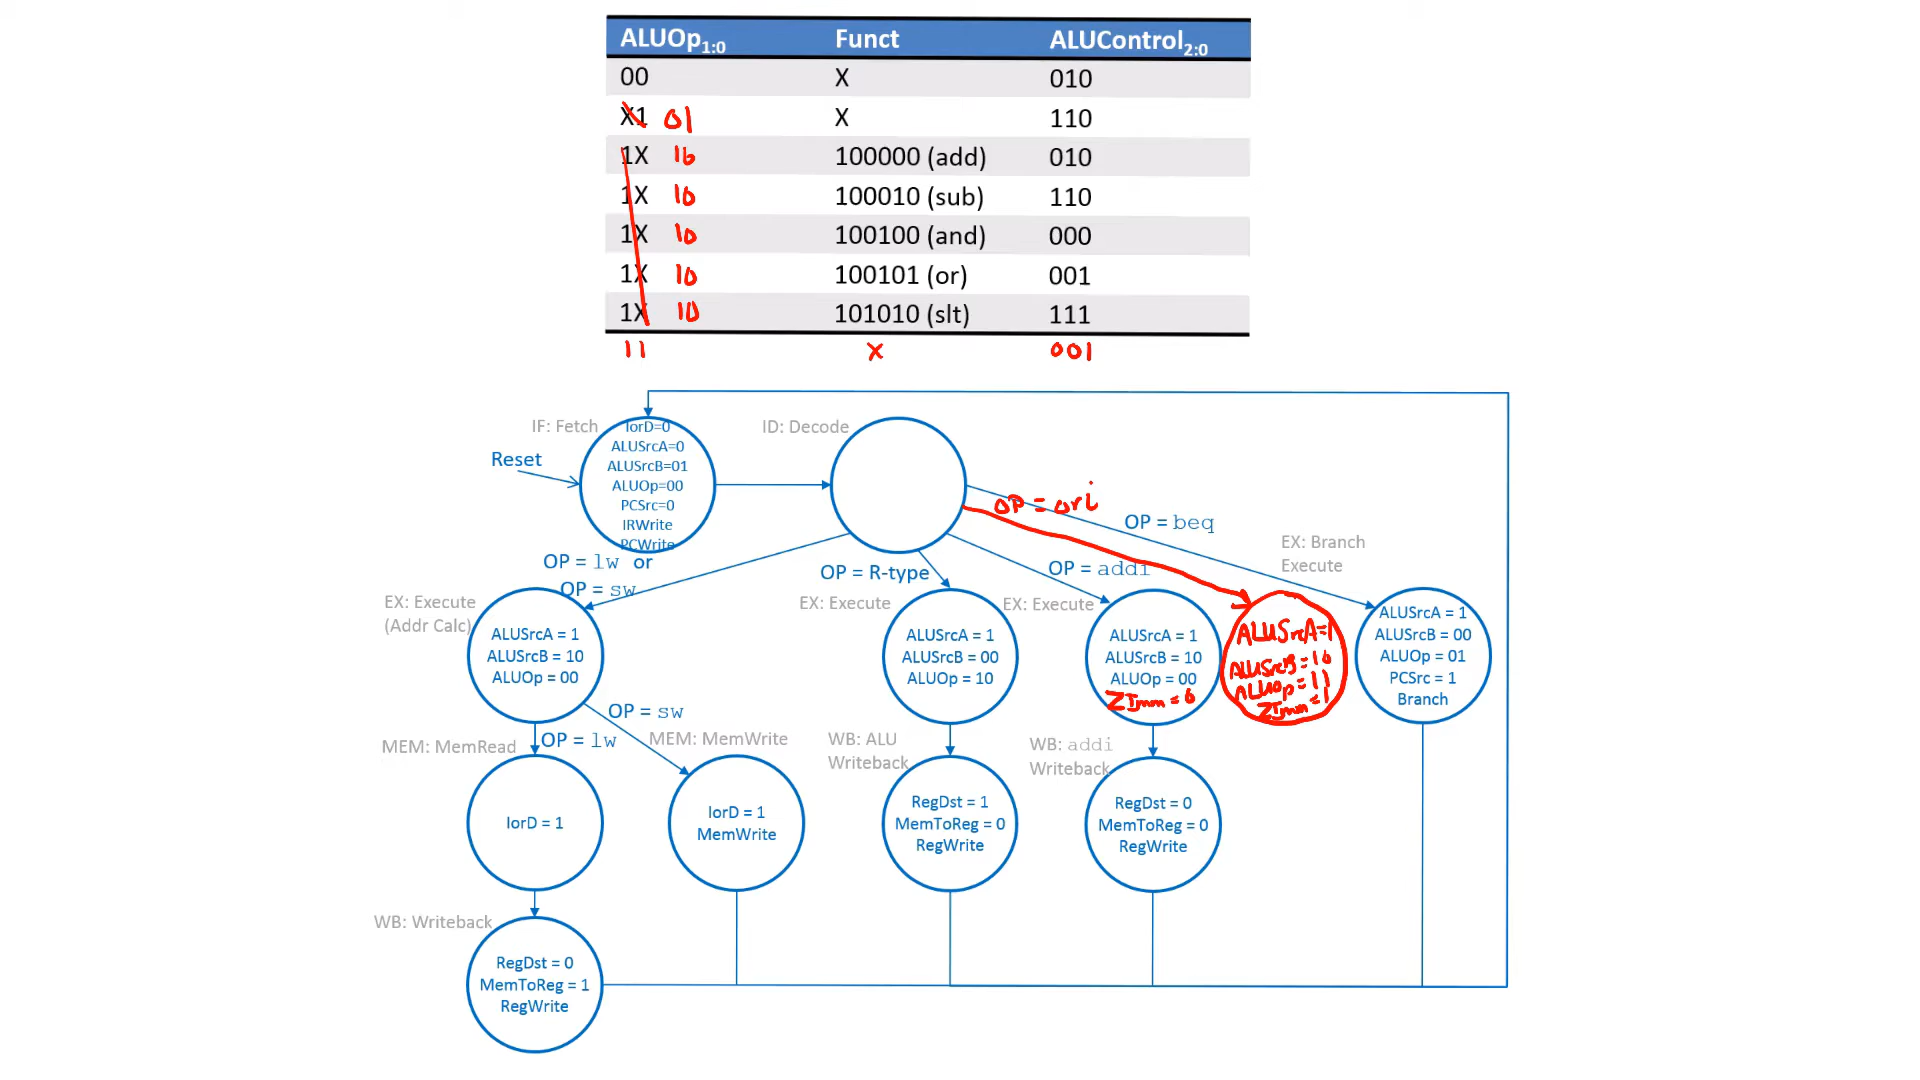 ALUOp1:0 Funct ALUControl2:0
00 X 010
X1 01 X 110
1X 10 100000 (add) 010
1X 10 100010 (sub) 110
1X 10 100100 (and) 000
1X 10 100101 (or) 001
1X 10 101010 (slt) 111
11 X 001
IF: Fetch
Reset
IorD=0
ALUSrcA=0
ALUSrcB=01
ALUOp=00
PCSrc=0
IRWrite
PCWrite
ID: Decode
OP = ori
OP = beq
OP = lw or
OP = sw
OP = R-type
OP = addi
EX: Execute
(Addr Calc)
ALUSrcA = 1
ALUSrcB = 10
ALUOp = 00
EX: Execute
ALUSrcA = 1
ALUSrcB = 00
ALUOp = 10
EX: Execute
ALUSrcA = 1
ALUSrcB = 10
ALUOp = 00
ZImm = 0
ALUSrcA=1
ALUSrcB=10
ALUOp=11
ZImm=1
EX: Branch
Execute
ALUSrcA = 1
ALUSrcB = 00
ALUOp = 01
PCSrc = 1
Branch
OP = sw
OP = lw
MEM: MemRead
IorD = 1
MEM: MemWrite
IorD = 1
MemWrite
WB: ALU
Writeback
RegDst = 1
MemToReg = 0
RegWrite
WB: addi
Writeback
RegDst = 0
MemToReg = 0
RegWrite
WB: Writeback
RegDst = 0
MemToReg = 1
RegWrite